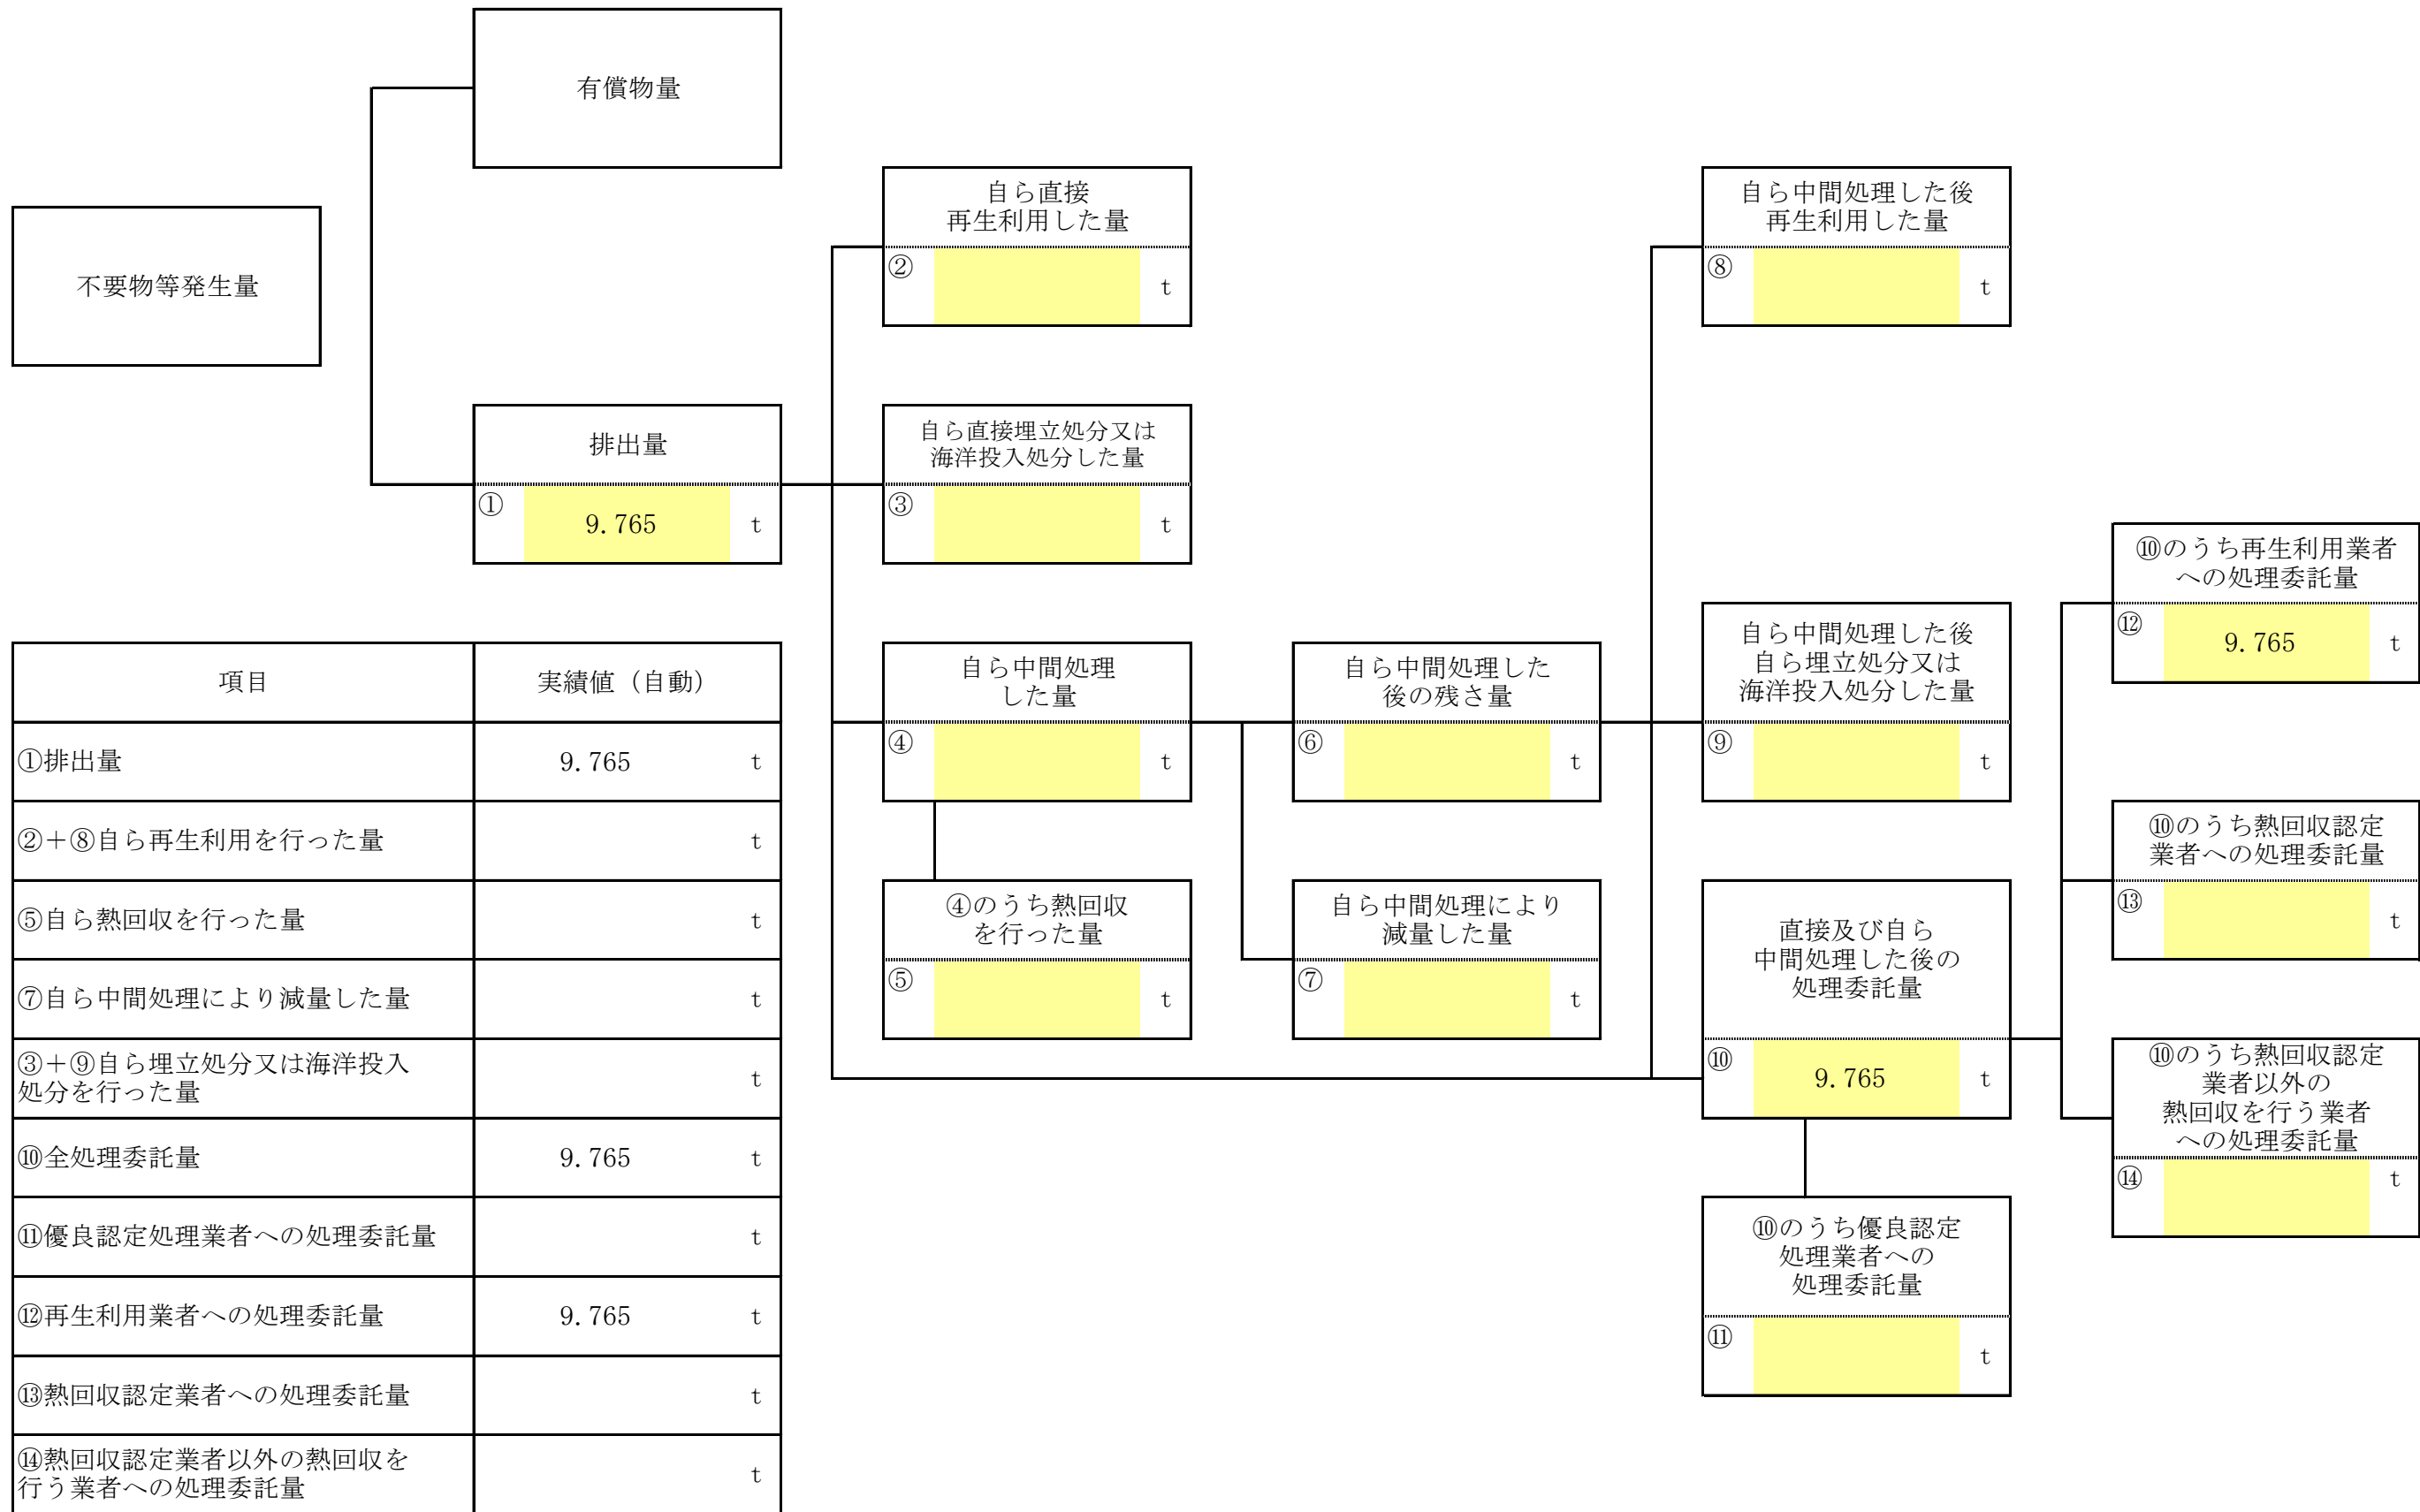 有償物量
不要物等発生量
自ら直接
再生利用した量
②
t
自ら中間処理した後
再生利用した量
⑧
t
排出量
①
9.765
t
自ら直接埋立処分又は
海洋投入処分した量
③
t
⑩のうち再生利用業者
への処理委託量
⑫
9.765
t
自ら中間処理
した量
④
t
自ら中間処理した
後の残さ量
⑥
t
自ら中間処理した後
自ら埋立処分又は
海洋投入処分した量
⑨
t
⑩のうち熱回収認定
業者への処理委託量
⑬
t
④のうち熱回収
を行った量
⑤
t
自ら中間処理により
減量した量
⑦
t
直接及び自ら
中間処理した後の
処理委託量
⑩
9.765
t
⑩のうち熱回収認定
業者以外の
熱回収を行う業者
への処理委託量
⑭
t
⑩のうち優良認定
処理業者への
処理委託量
⑪
t
項目 実績値（自動）
①排出量 9.765 t
②＋⑧自ら再生利用を行った量 t
⑤自ら熱回収を行った量 t
⑦自ら中間処理により減量した量 t
③＋⑨自ら埋立処分又は海洋投入
処分を行った量 t
⑩全処理委託量 9.765 t
⑪優良認定処理業者への処理委託量 t
⑫再生利用業者への処理委託量 9.765 t
⑬熱回収認定業者への処理委託量 t
⑭熱回収認定業者以外の熱回収を
行う業者への処理委託量 t